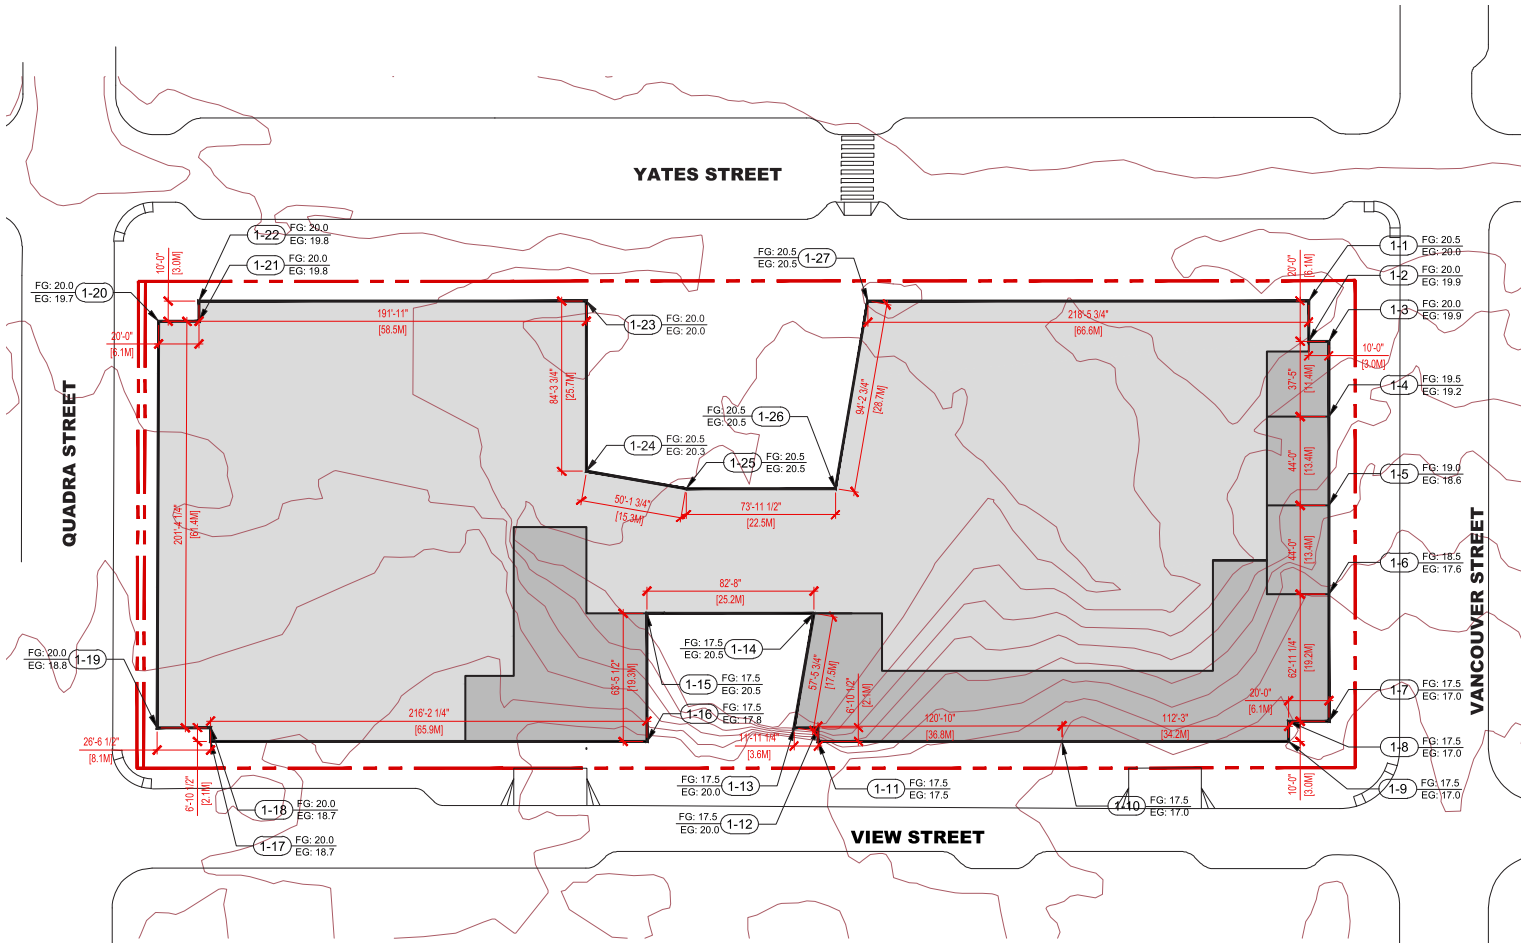 YATES STREET
QUADRA STREET
VANCOUVER STREET
VIEW STREET
1-22
FG: 20.0
EG: 19.8
1-21
FG: 20.0
EG: 19.8
FG: 20.0
EG: 19.7
1-20
10'-0"
[3.0M]
20'-0"
[6.1M]
191'-11"
[58.5M]
1-23
FG: 20.0
EG: 20.0
84'-3 3/4"
[25.7M]
1-24
FG: 20.5
EG: 20.3
1-25
FG: 20.5
EG: 20.5
FG: 20.5
EG: 20.5
1-26
FG: 20.5
EG: 20.5
1-27
50'-1 3/4"
[15.3M]
73'-11 1/2"
[22.5M]
94'-2 3/4"
[28.7M]
218'-5 3/4"
[66.6M]
20'-0"
[6.1M]
1-1
FG: 20.5
EG: 20.0
1-2
FG: 20.0
EG: 19.9
1-3
FG: 20.0
EG: 19.9
10'-0"
[3.0M]
37'-5"
[11.4M]
1-4
FG: 19.5
EG: 19.2
44'-0"
[13.4M]
1-5
FG: 19.0
EG: 18.6
44'-0"
[13.4M]
1-6
FG: 18.5
EG: 17.6
62'-11 1/4"
[19.2M]
20'-0"
[6.1M]
1-7
FG: 17.5
EG: 17.0
1-8
FG: 17.5
EG: 17.0
1-9
FG: 17.5
EG: 17.0
10'-0"
[3.0M]
112'-3"
[34.2M]
1-10
FG: 17.5
EG: 17.0
120'-10"
[36.8M]
1-11
FG: 17.5
EG: 17.5
FG: 17.5
EG: 20.0
1-12
FG: 17.5
EG: 20.0
1-13
11'-11 1/4"
[3.6M]
6'-10 1/2"
[2.1M]
57'-5 3/4"
[17.5M]
82'-8"
[25.2M]
FG: 17.5
EG: 20.5
1-14
1-15
FG: 17.5
EG: 20.5
1-16
FG: 17.5
EG: 17.8
63'-5 1/2"
[19.3M]
216'-2 1/4"
[65.9M]
201'-4 1/4"
[61.4M]
FG: 20.0
EG: 18.8
1-19
26'-6 1/2"
[8.1M]
6'-10 1/2"
[2.1M]
1-18
FG: 20.0
EG: 18.7
1-17
FG: 20.0
EG: 18.7